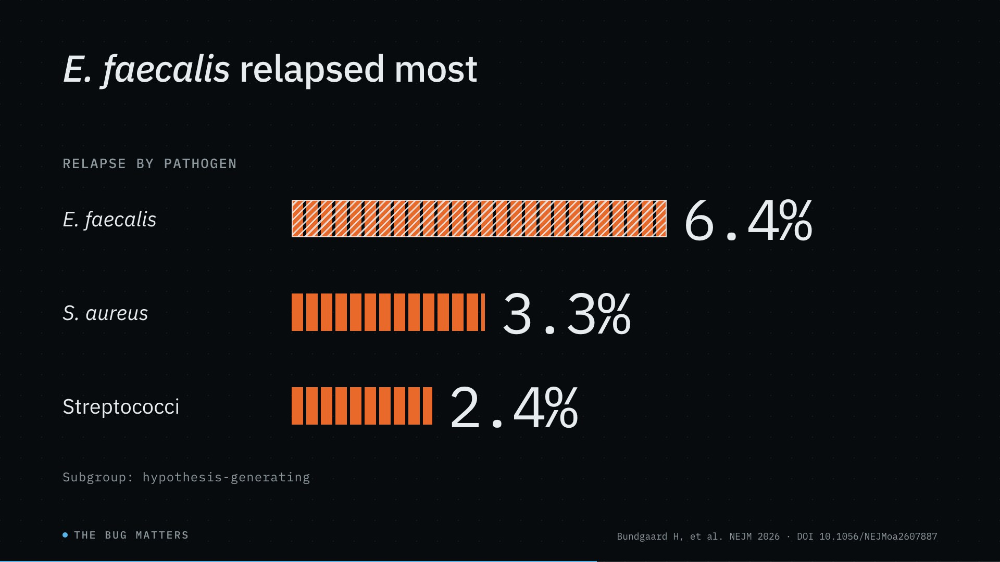 E. faecalis relapsed most
RELAPSE BY PATHOGEN
E. faecalis 6.4%
S. aureus 3.3%
Streptococci 2.4%
Subgroup: hypothesis-generating
THE BUG MATTERS
Bundgaard H, et al. NEJM 2026 · DOI 10.1056/NEJMoa2607887